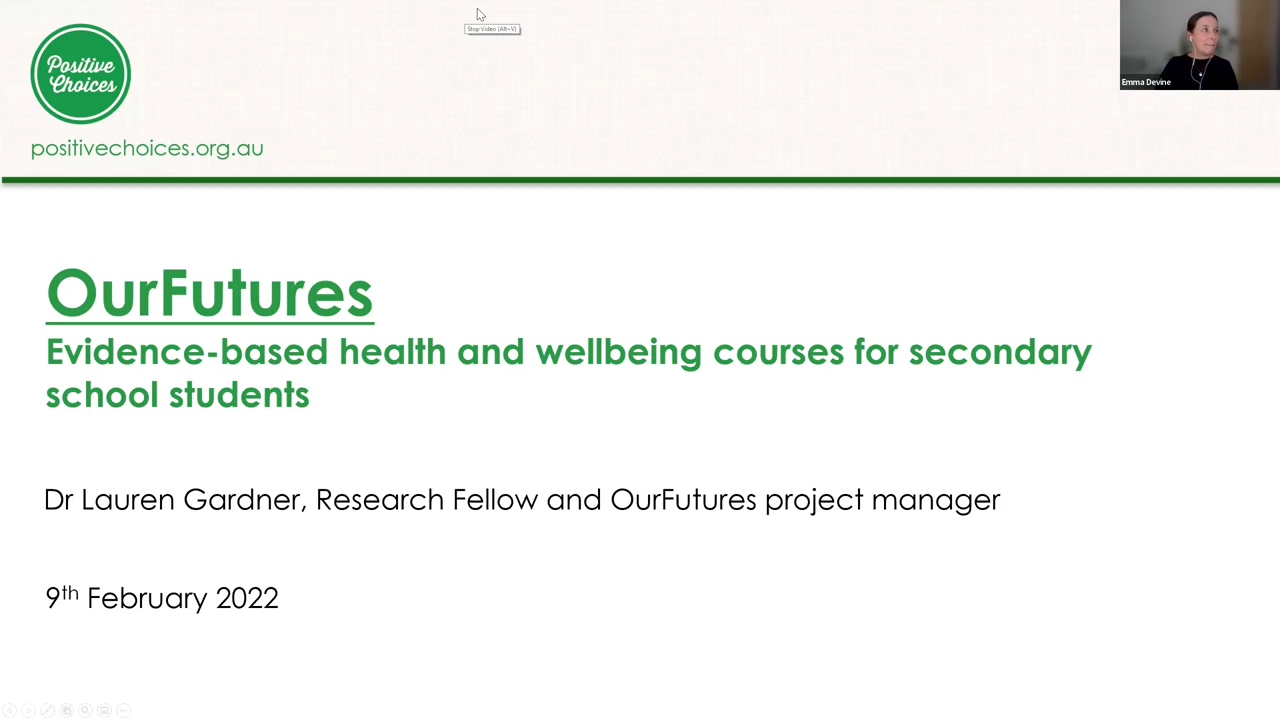 Positive
Choices
Stop Video (Alt+V)
Emma Devine
positivechoices.org.au
OurFutures
Evidence-based health and wellbeing courses for secondary
school students
Dr Lauren Gardner, Research Fellow and OurFutures project manager
9th February 2022